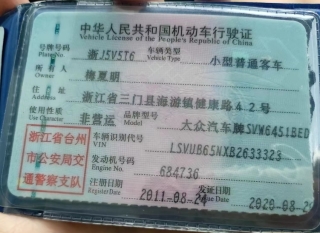 中华人民共和国机动车行驶证
Vehicle License of the People's Republic of China
号牌号码 Plate No. 浙J5V5T6 车辆类型 Vehicle Type 小型普通客车
所有人 Owner 梅夏明
住址 浙江省三门县海游镇健康路42号
使用性质 Use Character 非营运 品牌型号 Model 大众汽车牌SVW6451BED
浙江省台州
市公安局交
通警察支队
车辆识别代号 VIN LSVUB65NXB2633323
发动机号码 Engine No. 684736
注册日期 Register Date 2011-08-24 发证日期 2020-08-2